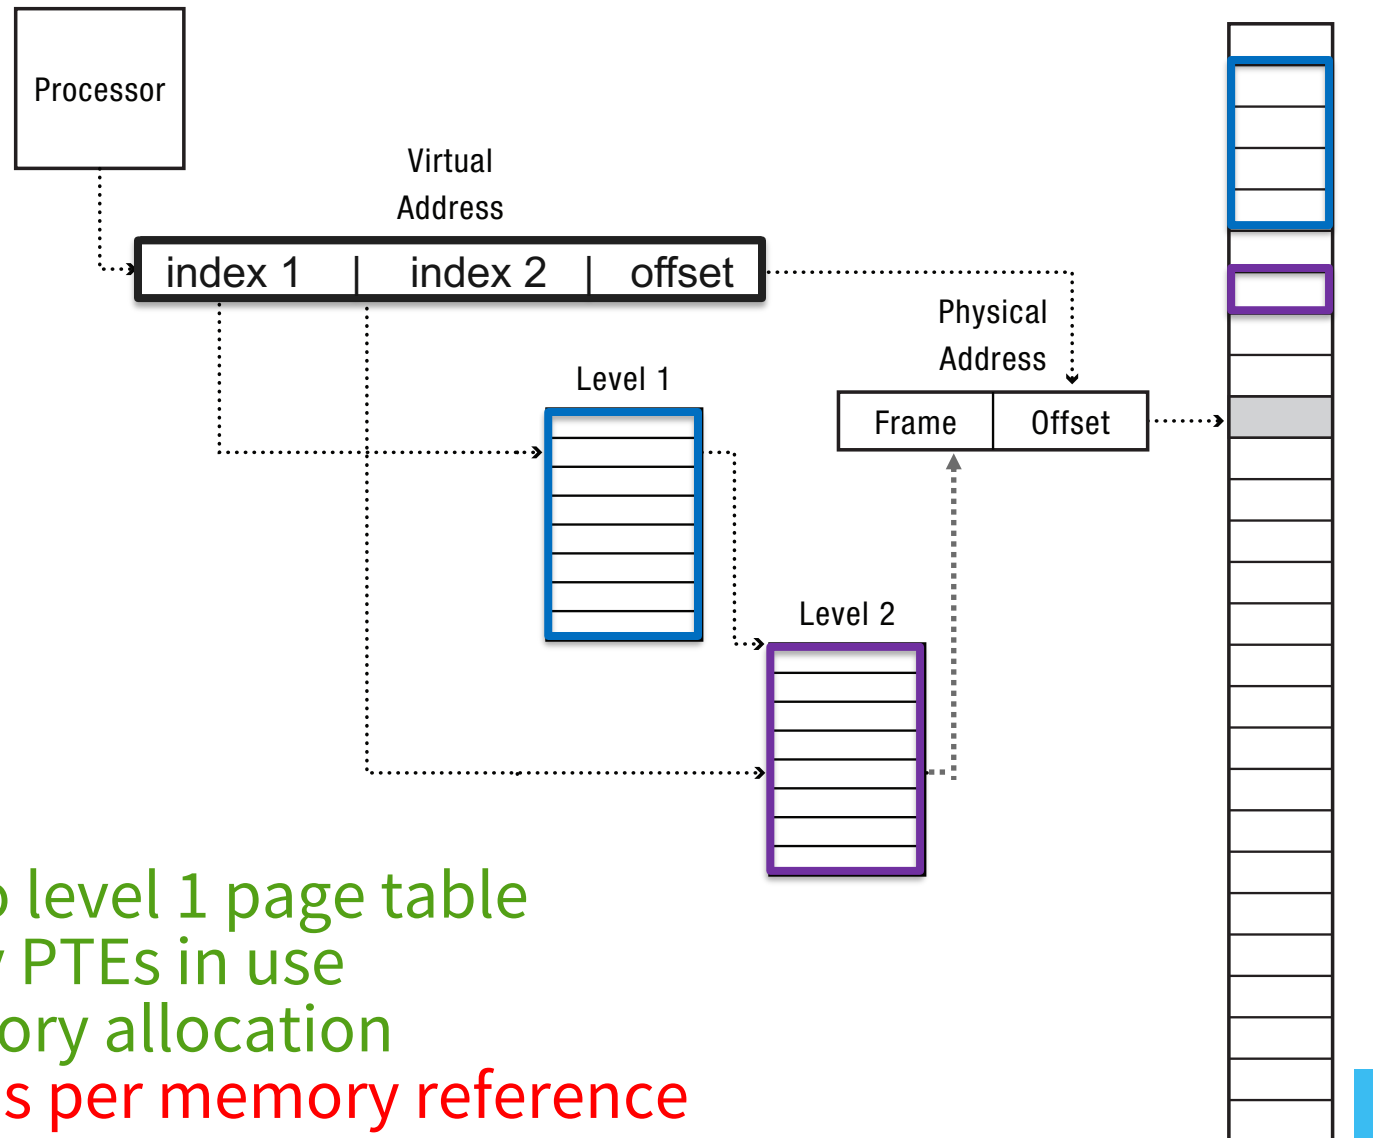 Processor
Virtual
Address
index 1 | index 2 | offset
Physical
Address
Level 1
Frame Offset
Level 2
level 1 page table
PTEs in use
ory allocation
s per memory reference